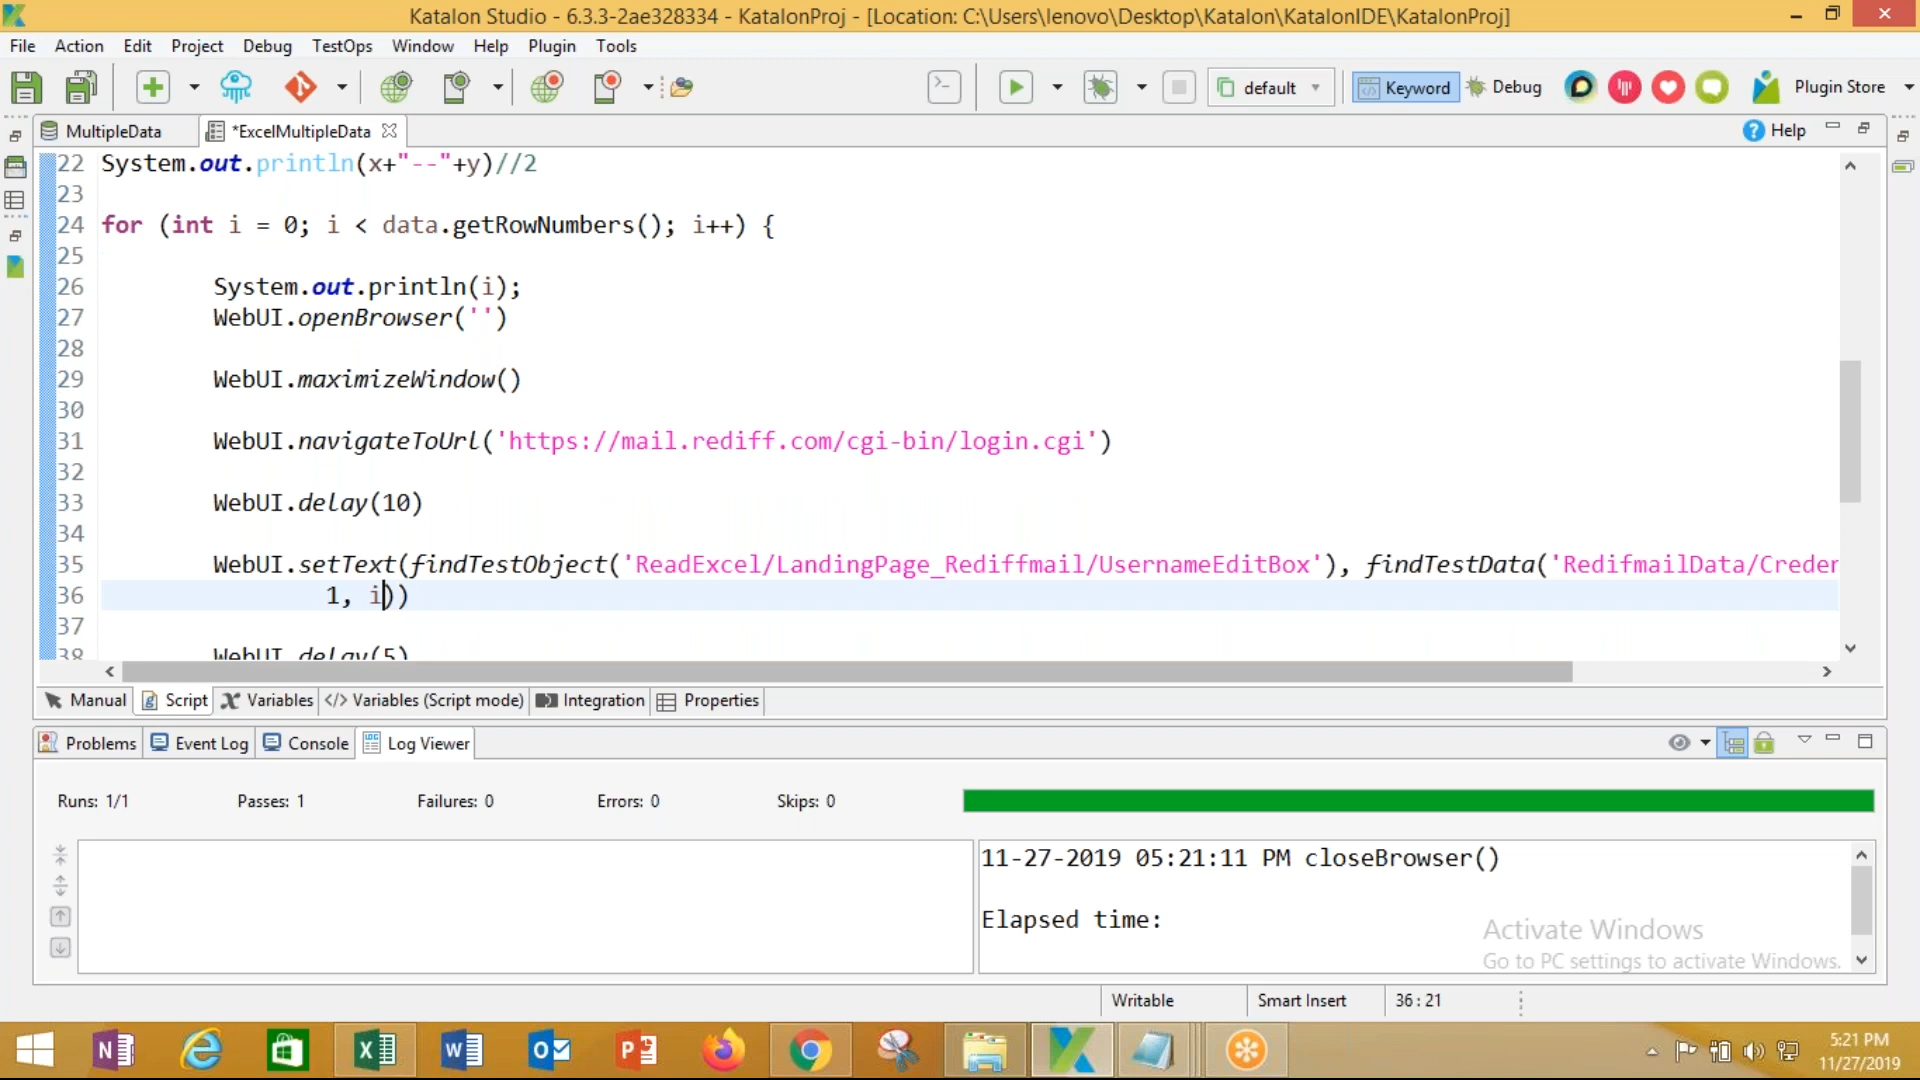 Katalon Studio - 6.3.3-2ae328334 - KatalonProj - [Location: C:\Users\lenovo\Desktop\Katalon\KatalonIDE\KatalonProj]
File Action Edit Project Debug TestOps Window Help Plugin Tools
default Keyword Debug Plugin Store
MultipleData *ExcelMultipleData Help
22 System.out.println(x+"--"+y)//2
23
24 for (int i = 0; i < data.getRowNumbers(); i++) {
25
26 System.out.println(i);
27 WebUI.openBrowser('')
28
29 WebUI.maximizeWindow()
30
31 WebUI.navigateToUrl('https://mail.rediff.com/cgi-bin/login.cgi')
32
33 WebUI.delay(10)
34
35 WebUI.setText(findTestObject('ReadExcel/LandingPage_Rediffmail/UsernameEditBox'), findTestData('RedifmailData/Creder
36 1, i))
37
38 WebUI.delay(5)
Manual Script Variables </> Variables (Script mode) Integration Properties
Problems Event Log Console Log Viewer
Runs: 1/1 Passes: 1 Failures: 0 Errors: 0 Skips: 0
11-27-2019 05:21:11 PM closeBrowser()
Elapsed time:
Activate Windows
Go to PC settings to activate Windows.
Writable Smart Insert 36 : 21
5:21 PM
11/27/2019